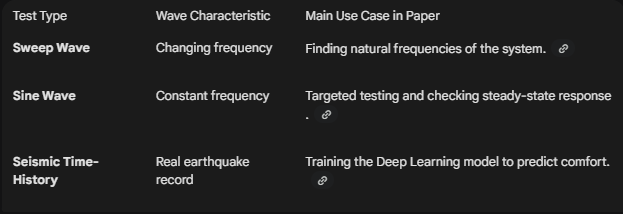 Test Type Wave Characteristic Main Use Case in Paper
Sweep Wave Changing frequency Finding natural frequencies of the system.
Sine Wave Constant frequency Targeted testing and checking steady-state response
.
Seismic Time- Real earthquake Training the Deep Learning model to predict comfort.
History record